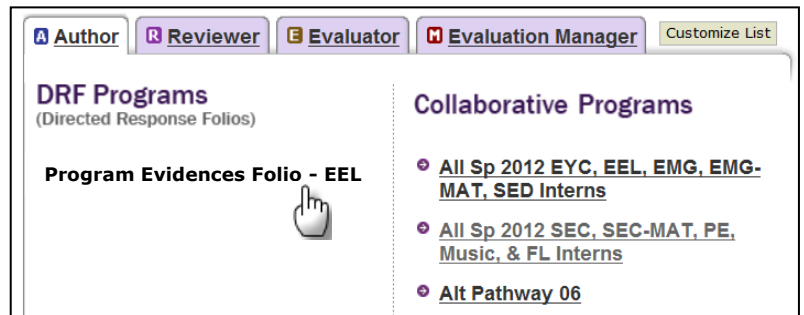 A Author
R Reviewer
E Evaluator
M Evaluation Manager
Customize List
DRF Programs
(Directed Response Folios)
Program Evidences Folio - EEL
Collaborative Programs
All Sp 2012 EYC, EEL, EMG, EMG-
MAT, SED Interns
All Sp 2012 SEC, SEC-MAT, PE,
Music, & FL Interns
Alt Pathway 06